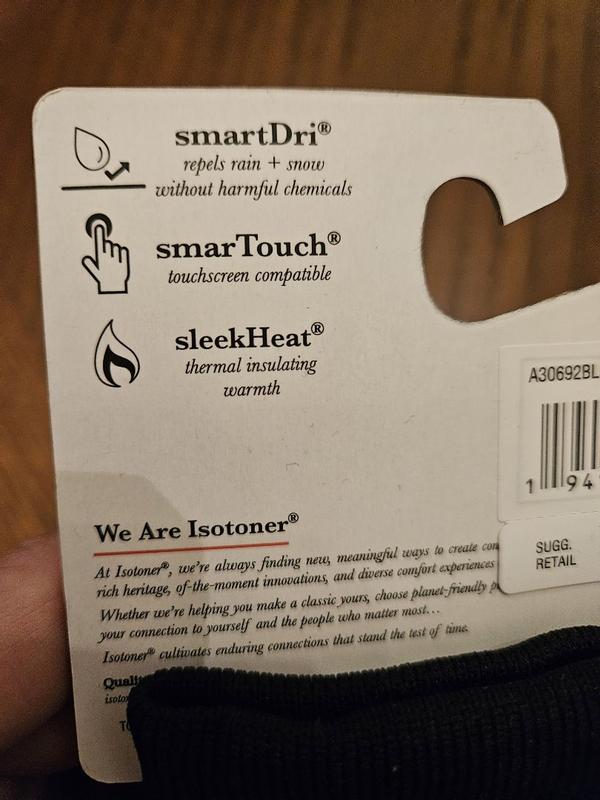 smartDri®
repels rain + snow
without harmful chemicals
smarTouch®
touchscreen compatible
sleekHeat®
thermal insulating
warmth
A30692BL
1 94
SUGG.
RETAIL
We Are Isotoner®
At Isotoner®, we're always finding new, meaningful ways to create
rich heritage, of-the-moment innovations, and diverse comfort experiences
Whether we're helping you make a classic yours, choose planet-friendly
your connection to yourself and the people who matter most...
Isotoner® cultivates enduring connections that stand the test of time.